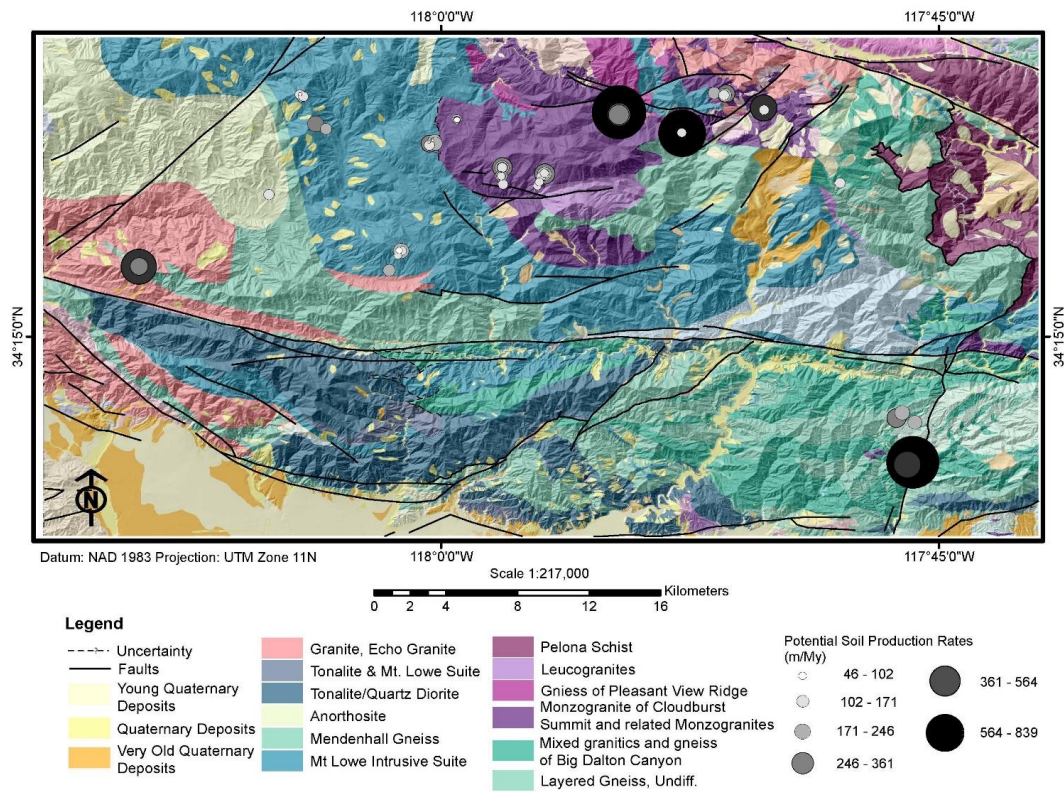 118°0'0"W
117°45'0"W
34°15'0"N
34°15'0"N
N
118°0'0"W
117°45'0"W
Datum: NAD 1983 Projection: UTM Zone 11N
Scale 1:217,000
Kilometers
0 2 4 8 12 16
Legend
Uncertainty
Faults
Young Quaternary
Deposits
Quaternary Deposits
Very Old Quaternary
Deposits
Granite, Echo Granite
Tonalite & Mt. Lowe Suite
Tonalite/Quartz Diorite
Anorthosite
Mendenhall Gneiss
Mt Lowe Intrusive Suite
Pelona Schist
Leucogranites
Gniess of Pleasant View Ridge
Monzogranite of Cloudburst
Summit and related Monzogranites
Mixed granitics and gneiss
of Big Dalton Canyon
Layered Gneiss, Undiff.
Potential Soil Production Rates
(m/My)
46 - 102
102 - 171
171 - 246
246 - 361
361 - 564
564 - 839